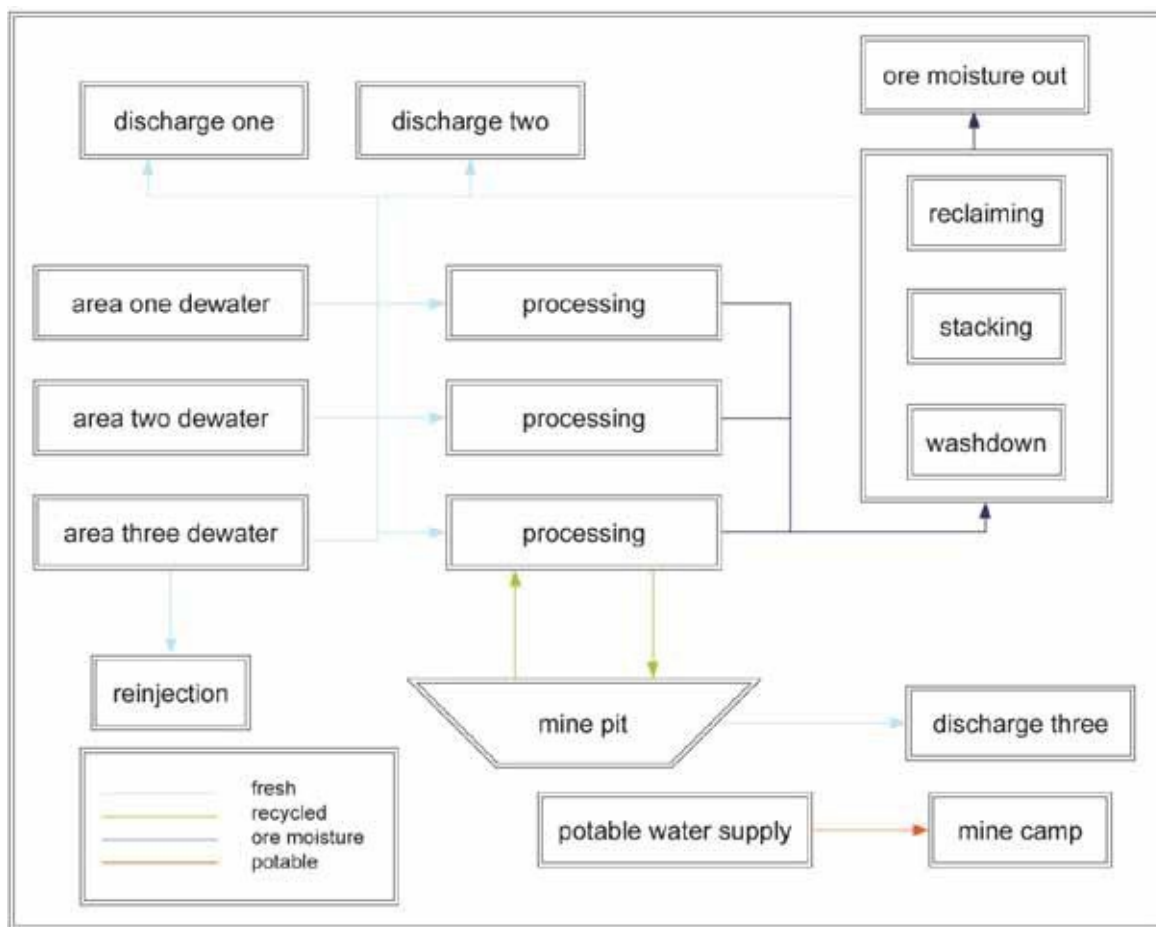 ore moisture out
discharge one
discharge two
reclaiming
area one dewater
processing
stacking
area two dewater
processing
washdown
area three dewater
processing
reinjection
mine pit
discharge three
fresh
recycled
ore moisture
potable
potable water supply
mine camp